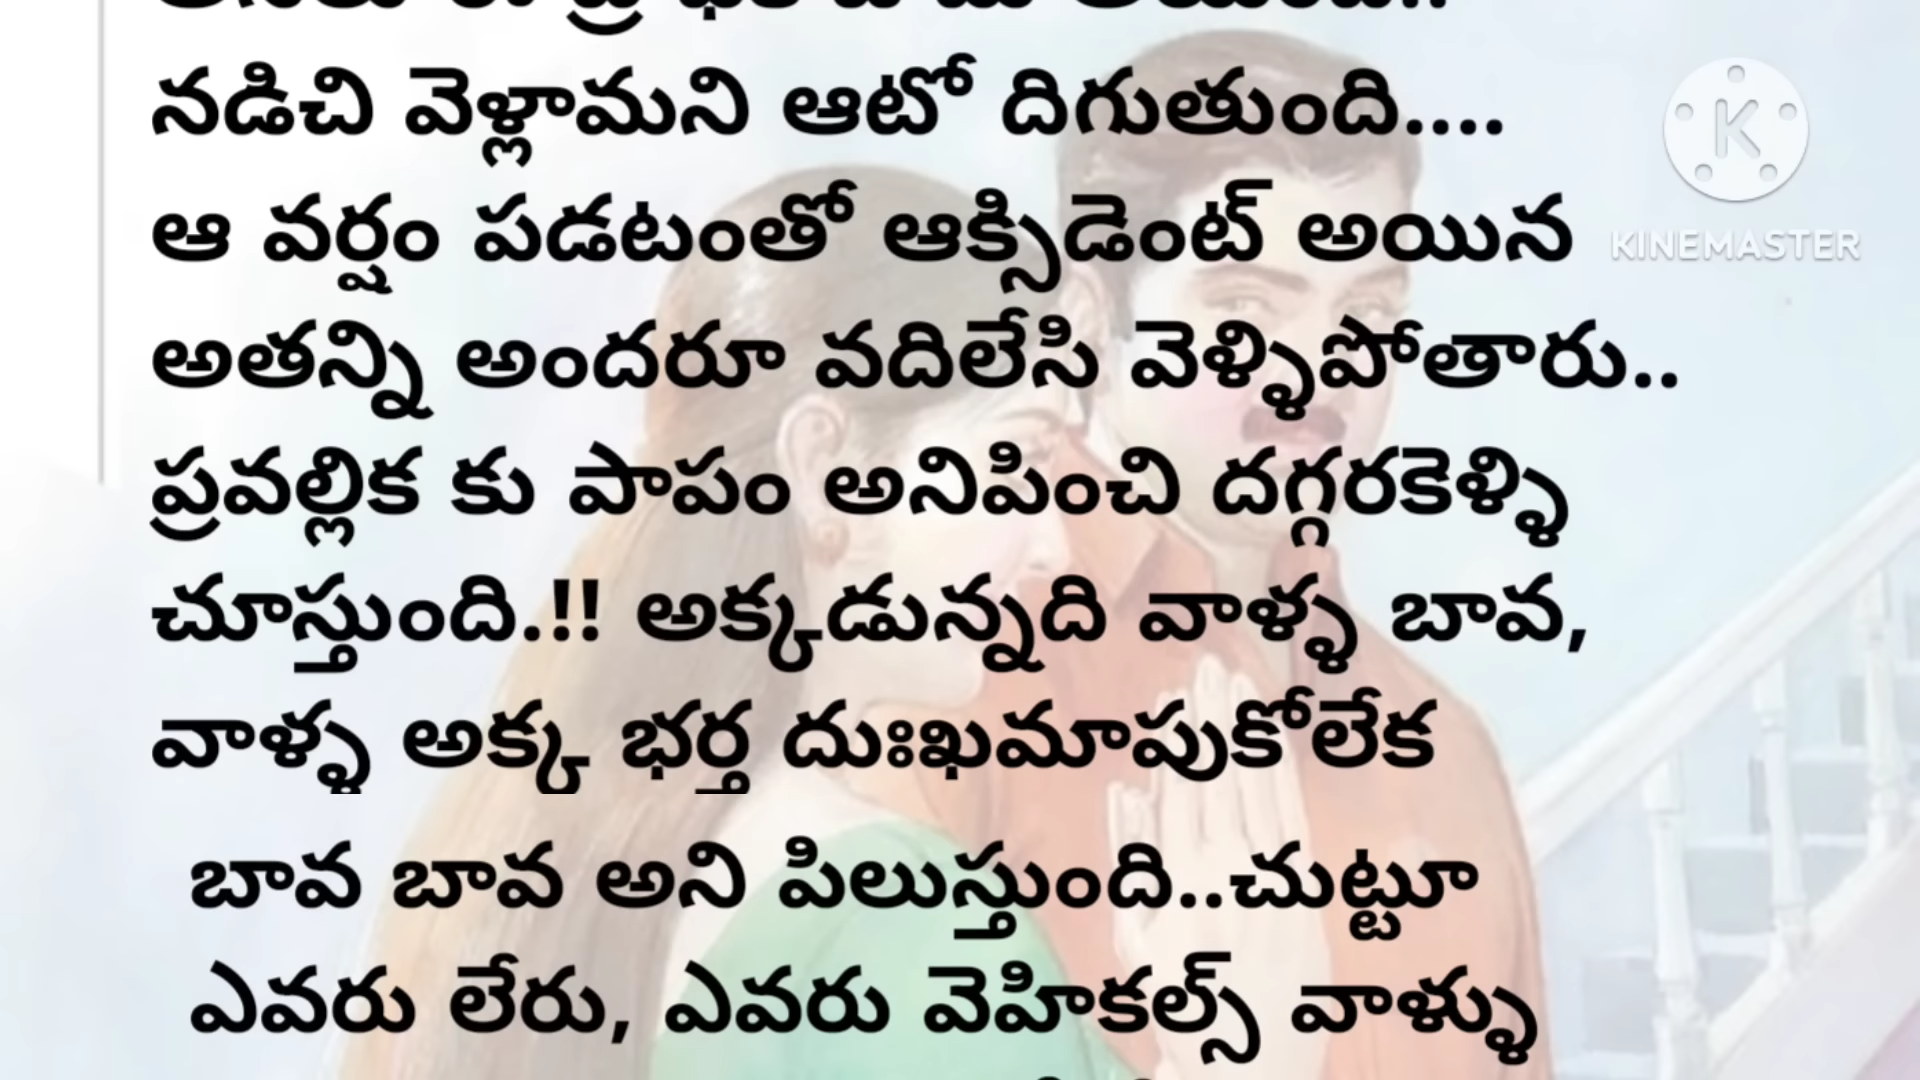 నడిచి వెళ్లామని ఆటో దిగుతుంది....
ఆ వర్షం పడటంతో ఆక్సిడెంట్ అయిన
అతన్ని అందరూ వదిలేసి వెళ్ళిపోతారు..
ప్రవల్లిక కు పాపం అనిపించి దగ్గరకెళ్ళి
చూస్తుంది.!! అక్కడున్నది వాళ్ళ బావ,
వాళ్ళ అక్క భర్త దుఃఖమాపుకోలేక
బావ బావ అని పిలుస్తుంది..చుట్టూ
ఎవరు లేరు, ఎవరు వెహికల్స్ వాళ్ళు
KINEMASTER